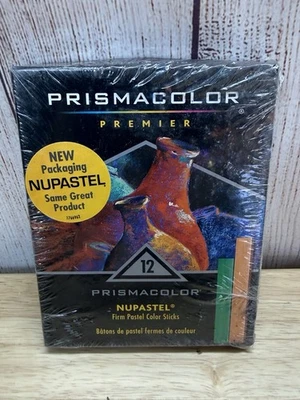 PRISMACOLOR
PREMIER
NEW
Packaging
NUPASTEL
Same Great
Product
12
PRISMACOLOR
NUPASTEL®
Firm Pastel Color Sticks
Bâtons de pastel fermes de couleur